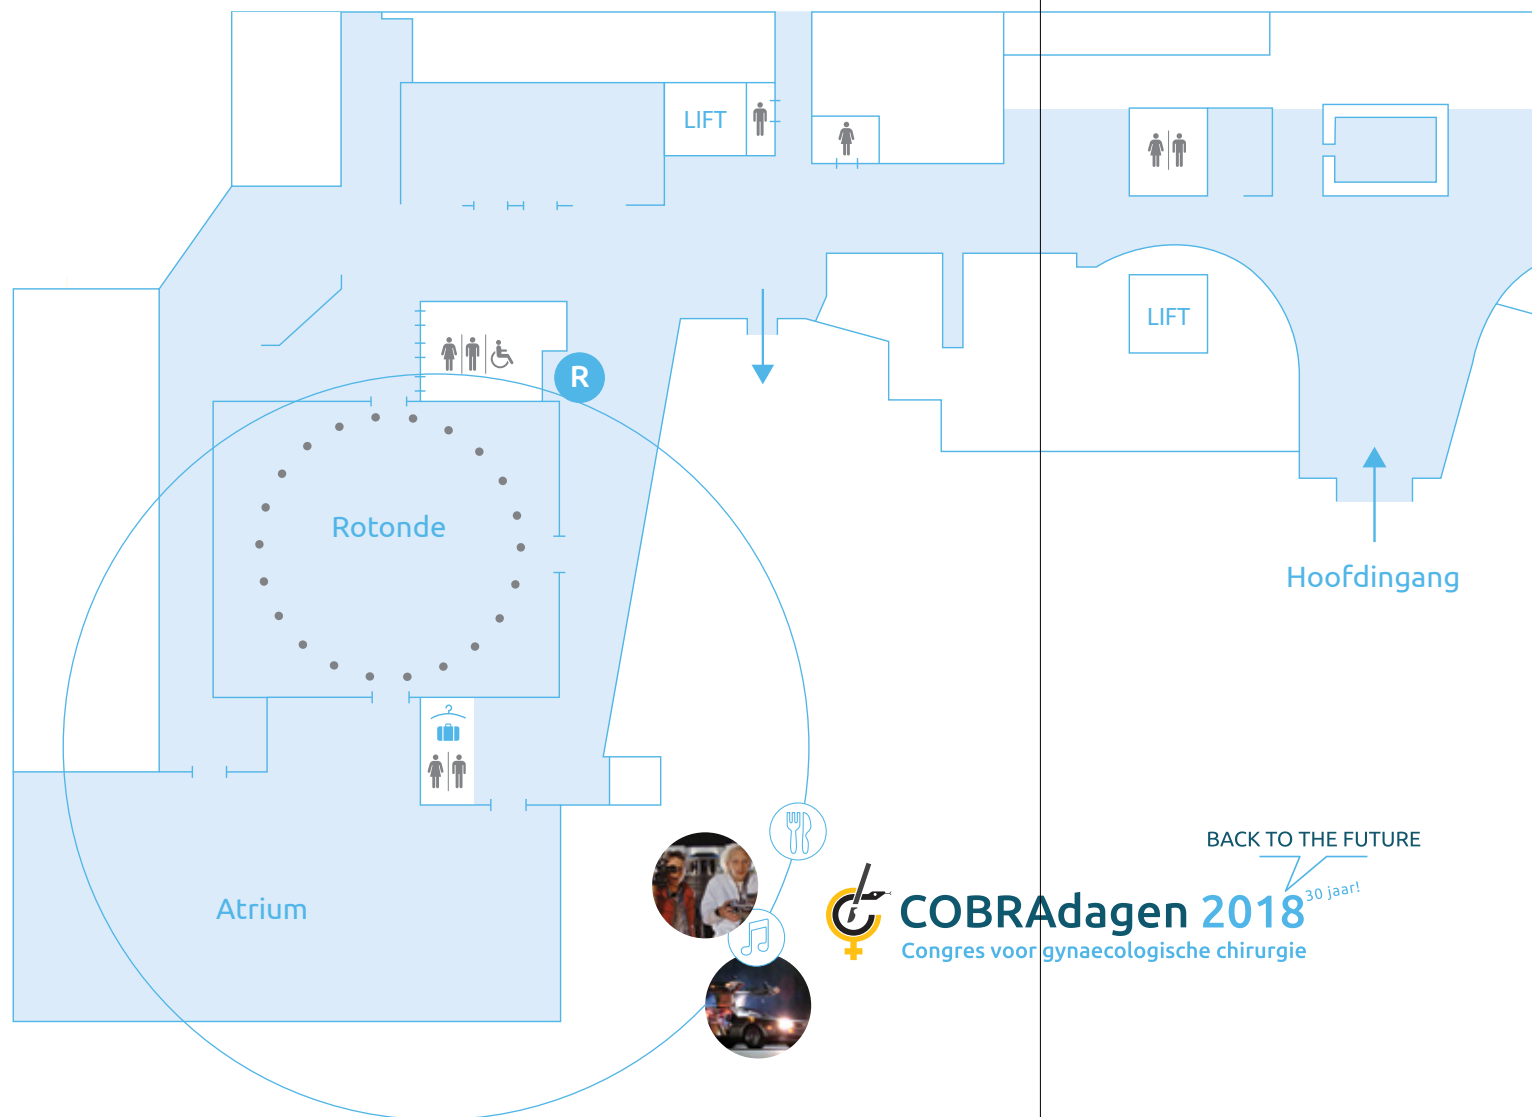 LIFT
LIFT
R
Rotonde
Hoofdingang
BACK TO THE FUTURE
COBRAdagen 2018 30 jaar!
Congres voor gynaecologische chirurgie
Atrium